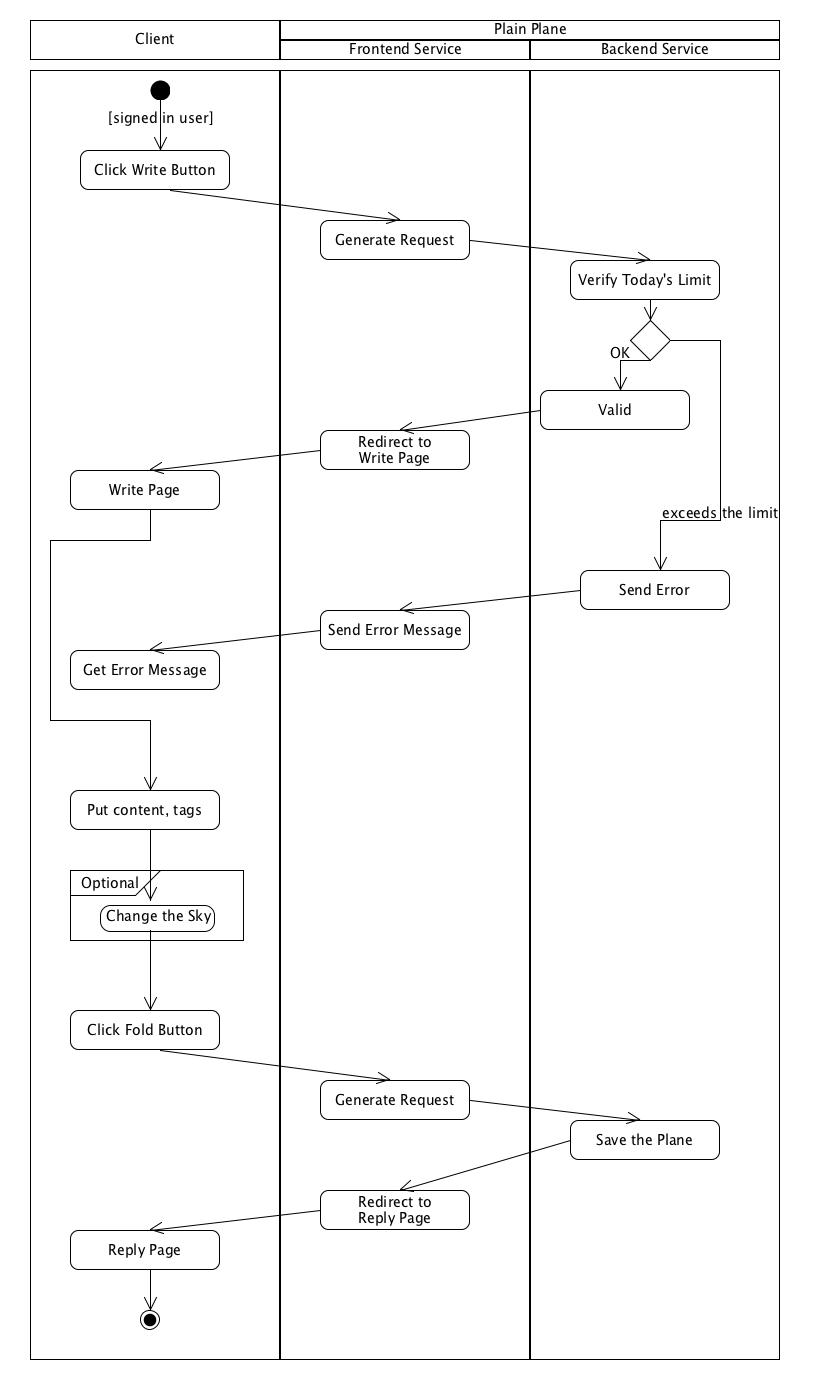 Client
Plain Plane
Frontend Service
Backend Service
[signed in user]
Click Write Button
Generate Request
Verify Today's Limit
OK
Valid
Redirect to
Write Page
Write Page
exceeds the limit
Send Error
Send Error Message
Get Error Message
Put content, tags
Optional
Change the Sky
Click Fold Button
Generate Request
Save the Plane
Redirect to
Reply Page
Reply Page